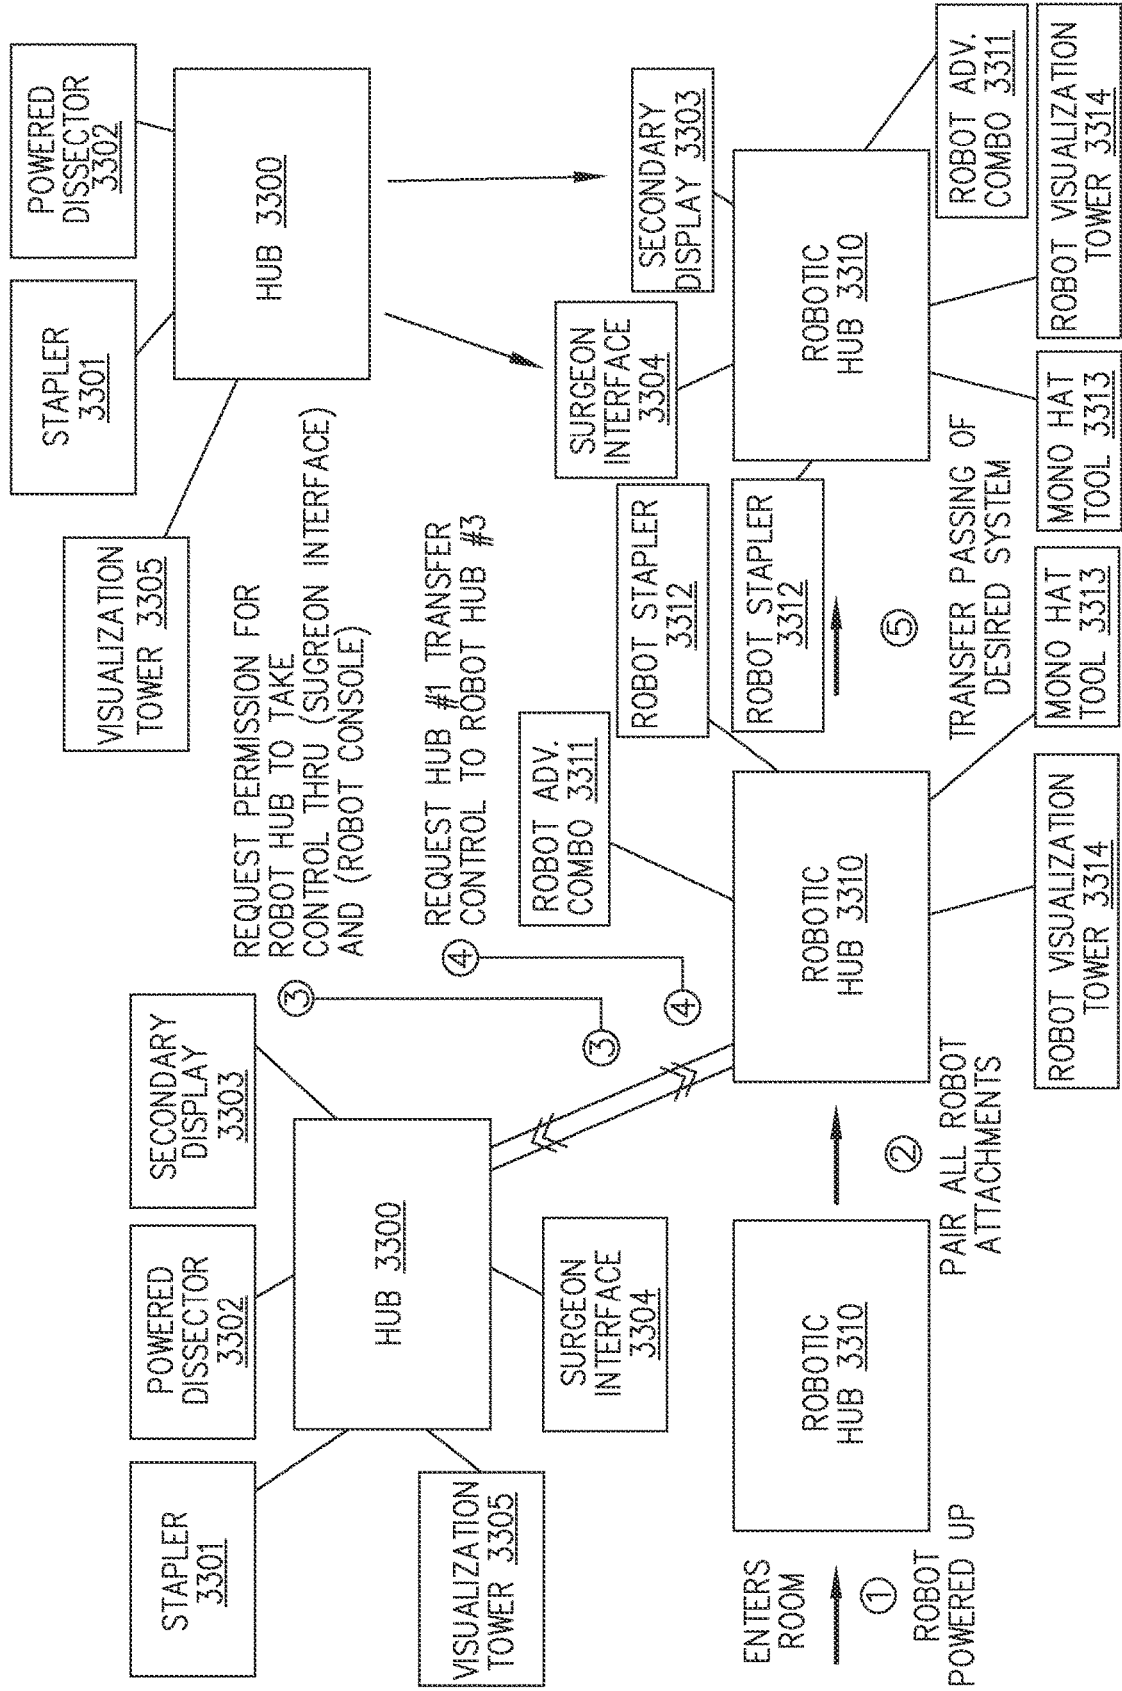 STAPLER
3301
POWERED
DISSECTOR
3302
SECONDARY
DISPLAY
3303
HUB 3300
VISUALIZATION
TOWER 3305
SURGEON
INTERFACE
3304
3
REQUEST PERMISSION FOR
ROBOT HUB TO TAKE
CONTROL THRU (SUGREON INTERFACE)
AND (ROBOT CONSOLE)
4
REQUEST HUB #1 TRANSFER
CONTROL TO ROBOT HUB #3
3
4
VISUALIZATION
TOWER 3305
STAPLER
3301
POWERED
DISSECTOR
3302
HUB 3300
ENTERS
ROOM
1
ROBOT
POWERED UP
ROBOTIC
HUB 3310
2
PAIR ALL ROBOT
ATTACHMENTS
ROBOTIC
HUB 3310
ROBOT ADV.
COMBO 3311
ROBOT STAPLER
3312
MONO HAT
TOOL 3313
ROBOT VISUALIZATION
TOWER 3314
5
TRANSFER PASSING OF
DESIRED SYSTEM
SURGEON
INTERFACE
3304
SECONDARY
DISPLAY 3303
ROBOT STAPLER
3312
ROBOTIC
HUB 3310
MONO HAT
TOOL 3313
ROBOT ADV.
COMBO 3311
ROBOT VISUALIZATION
TOWER 3314